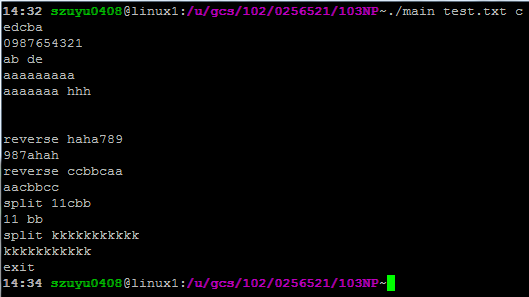 14:32 szuyu0408@linux1:/u/gcs/102/0256521/103NP~./main test.txt c
edcba
0987654321
ab de
aaaaaaaaa
aaaaaaa hhh
reverse haha789
987ahah
reverse ccbbcaa
aacbbcc
split 11cbb
11 bb
split kkkkkkkkkkk
kkkkkkkkkkk
exit
14:34 szuyu0408@linux1:/u/gcs/102/0256521/103NP~